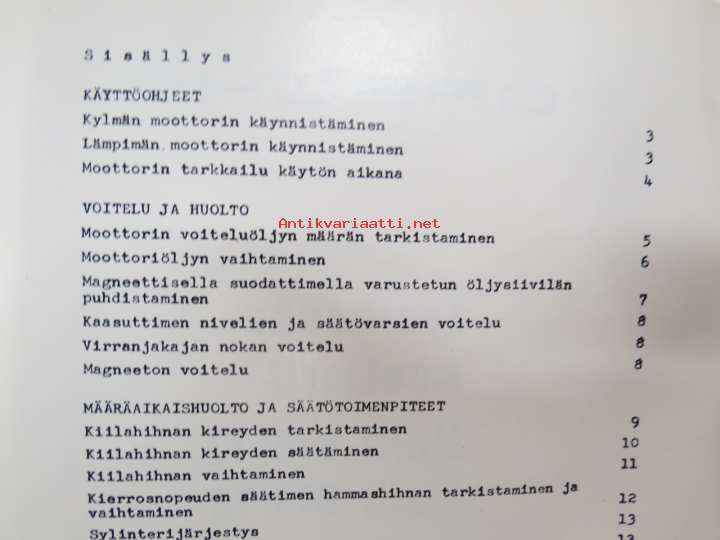 Sisällys
KÄYTTÖOHJEET
Kylmän moottorin käynnistäminen 3
Lämpimän moottorin käynnistäminen 3
Moottorin tarkkailu käytön aikana 4
VOITELU JA HUOLTO
Antikvariaatti.net
Moottorin voiteluöljyn määrän tarkistaminen 5
Moottoriöljyn vaihtaminen 6
Magneettisella suodattimella varustetun öljysiivilän
puhdistaminen 7
Kaasuttimen nivelien ja säätövarsien voitelu 8
Virranjakajan nokan voitelu 8
Magneeton voitelu 8
MÄÄRÄAIKAISHUOLTO JA SÄÄTÖTOIMENPITEET
Kiilahihnan kireyden tarkistaminen 9
Kiilahihnan kireyden säätäminen 10
Kiilahihnan vaihtaminen 11
Kierrosnopeuden säätimen hammashihnan tarkistaminen ja
vaihtaminen 12
Sylinterijärjestys 13
13